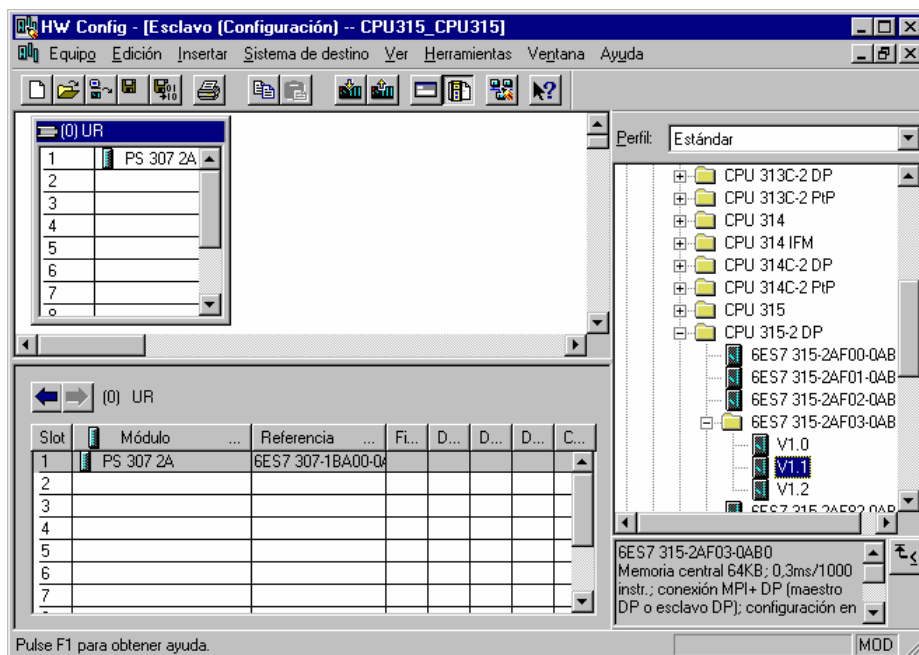 HW Config - [Esclavo (Configuración) -- CPU315_CPU315]
Equipo Edición Insertar Sistema de destino Ver Herramientas Ventana Ayuda
(0) UR
1 PS 307 2A
2
3
4
5
6
7
Perfil: Estándar
CPU 313C-2 DP
CPU 313C-2 PtP
CPU 314
CPU 314 IFM
CPU 314C-2 DP
CPU 314C-2 PtP
CPU 315
CPU 315-2 DP
6ES7 315-2AF00-0AB
6ES7 315-2AF01-0AB
6ES7 315-2AF02-0AB
6ES7 315-2AF03-0AB
V1.0
V1.1
V1.2
(0) UR
Slot Módulo ... Referencia ... Fi... D... D... D... C...
1 PS 307 2A 6ES7 307-1BA00-0A
2
3
4
5
6
7
6ES7 315-2AF03-0AB0
Memoria central 64KB; 0,3ms/1000
instr.; conexión MPI+ DP (maestro
DP o esclavo DP); configuración en
Pulse F1 para obtener ayuda.
MOD